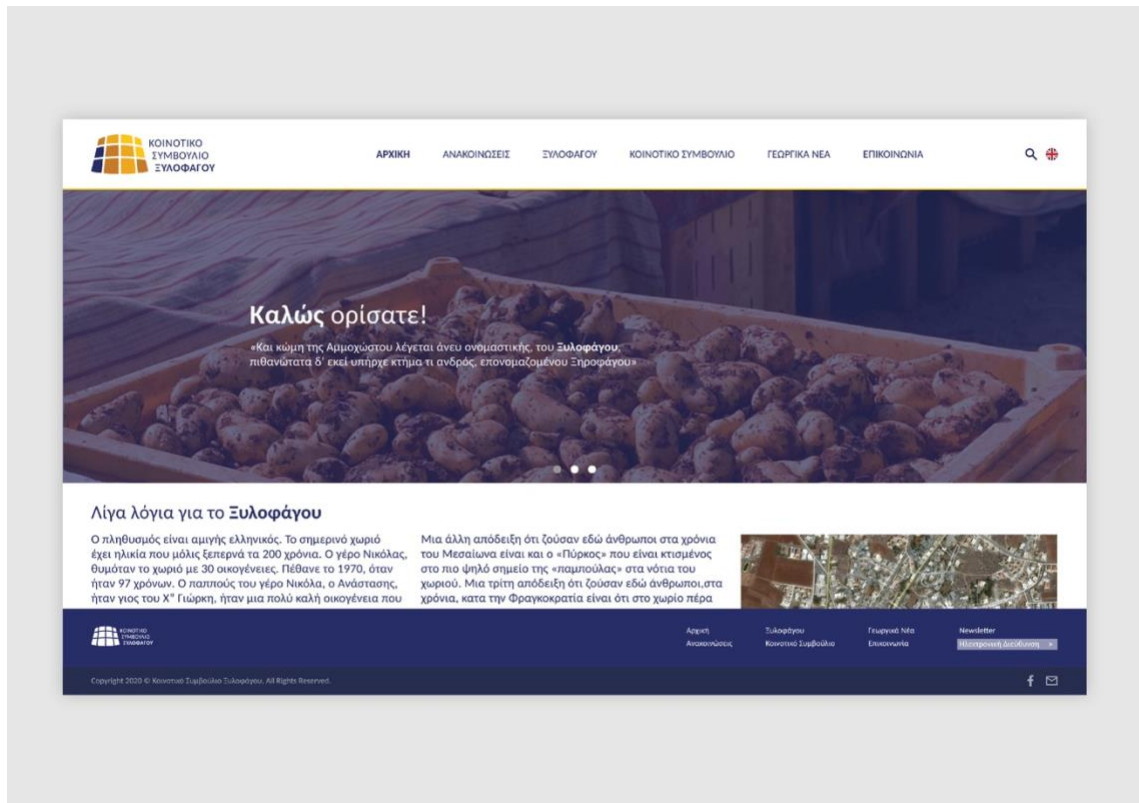 ΚΟΙΝΟΤΙΚΟ
ΣΥΜΒΟΥΛΙΟ
ΞΥΛΟΦΑΓΟΥ
ΑΡΧΙΚΗ ΑΝΑΚΟΙΝΩΣΕΙΣ ΞΥΛΟΦΑΓΟΥ ΚΟΙΝΟΤΙΚΟ ΣΥΜΒΟΥΛΙΟ ΓΕΩΡΓΙΚΑ ΝΕΑ ΕΠΙΚΟΙΝΩΝΙΑ
Καλώς ορίσατε!
«Και κώμη της Αμμοχώστου λέγεται άνευ ονομαστικής, του Ξυλοφάγου,
πιθανώτατα δ' εκεί υπήρχε κτήμα τι ανδρός, επονομαζομένου Ξηροφάγου»
Λίγα λόγια για το Ξυλοφάγου
Ο πληθυσμός είναι αμιγής ελληνικός. Το σημερινό χωριό
έχει ηλικία που μόλις ξεπερνά τα 200 χρόνια. Ο γέρο Νικόλας,
θυμόταν το χωριό με 30 οικογένειες. Πέθανε το 1970, όταν
ήταν 97 χρόνων. Ο παππούς του γέρο Νικόλα, ο Ανάστασης,
ήταν γιος του Χ" Γιώρκη, ήταν μια πολύ καλή οικογένεια που
Μια άλλη απόδειξη ότι ζούσαν εδώ άνθρωποι στα χρόνια
του Μεσαίωνα είναι και ο «Πύρκος» που είναι κτισμένος
στο πιο ψηλό σημείο της «παμπούλας» στα νότια του
χωριού. Μια τρίτη απόδειξη ότι ζούσαν εδώ άνθρωποι,στα
χρόνια, κατα την Φραγκοκρατία είναι ότι στο χωρίο πέρα
ΚΟΙΝΟΤΙΚΟ
ΣΥΜΒΟΥΛΙΟ
ΞΥΛΟΦΑΓΟΥ
Αρχική Ξυλοφάγου Γεωργικά Νέα Newsletter
Ανακοινώσεις Κοινοτικό Συμβούλιο Επικοινωνία Ηλεκτρονική Διεύθυνση >
Copyright 2020 © Κοινοτικό Συμβούλιο Ξυλοφάγου. All Rights Reserved.